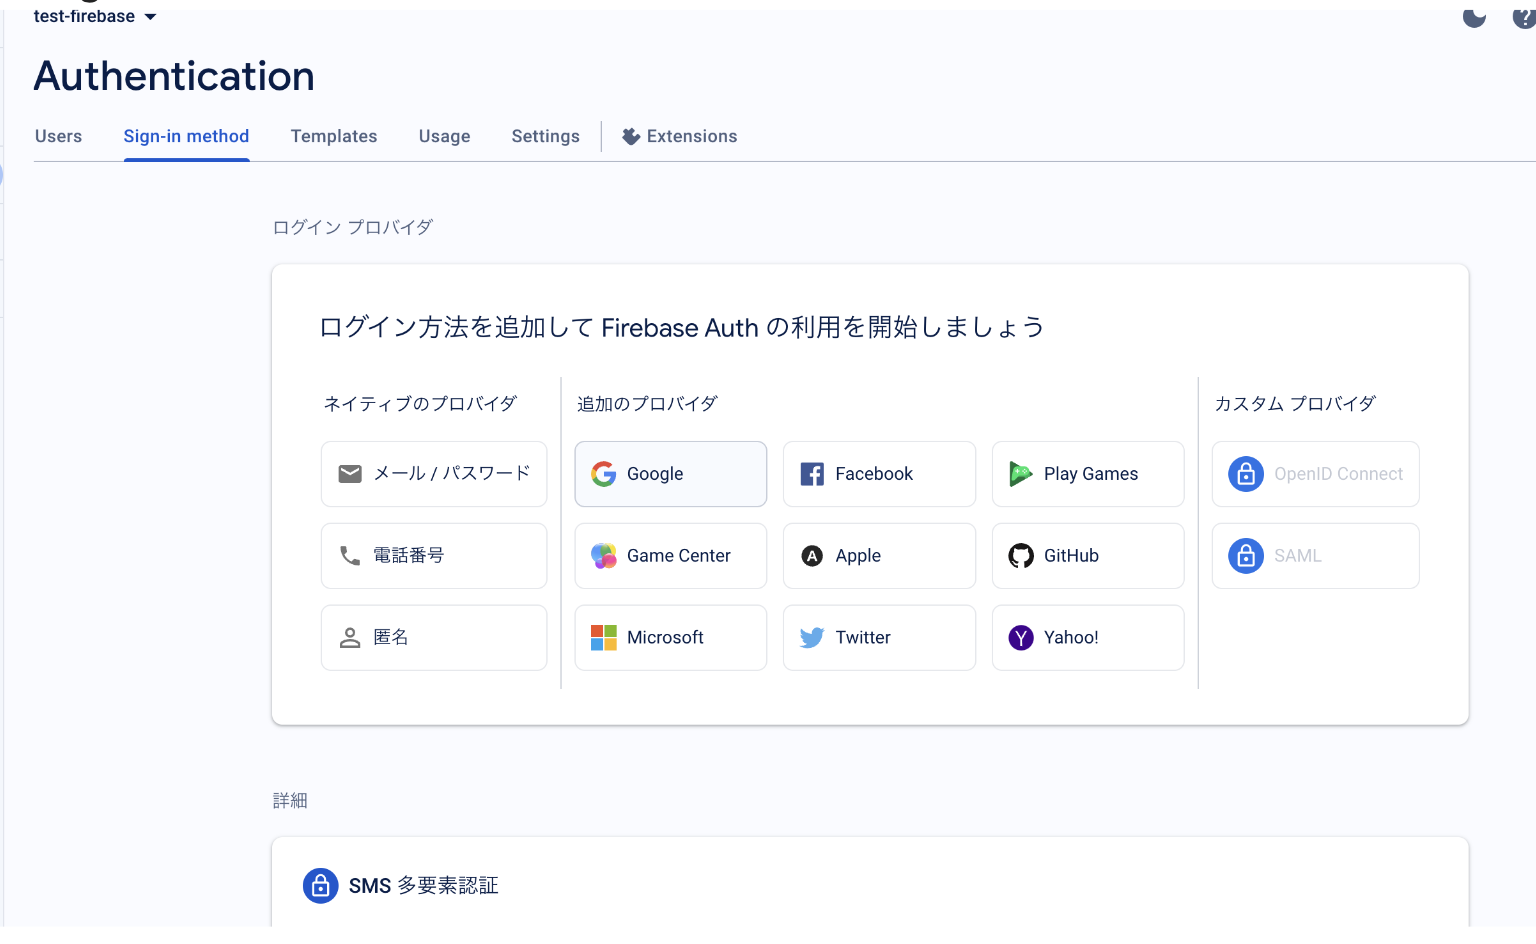 test-firebase
Authentication
Users Sign-in method Templates Usage Settings Extensions
ログイン プロバイダ
ログイン方法を追加して Firebase Auth の利用を開始しましょう
ネイティブのプロバイダ
メール / パスワード
電話番号
匿名
追加のプロバイダ
Google Facebook Play Games
Game Center Apple GitHub
Microsoft Twitter Yahoo!
カスタム プロバイダ
OpenID Connect
SAML
詳細
SMS 多要素認証